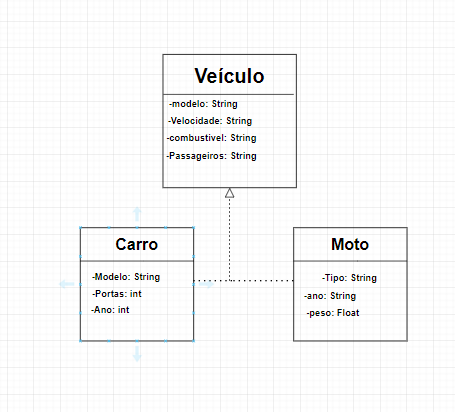 Veículo
-modelo: String
-Velocidade: String
-combustivel: String
-Passageiros: String
Carro
-Modelo: String
-Portas: int
-Ano: int
Moto
-Tipo: String
-ano: String
-peso: Float